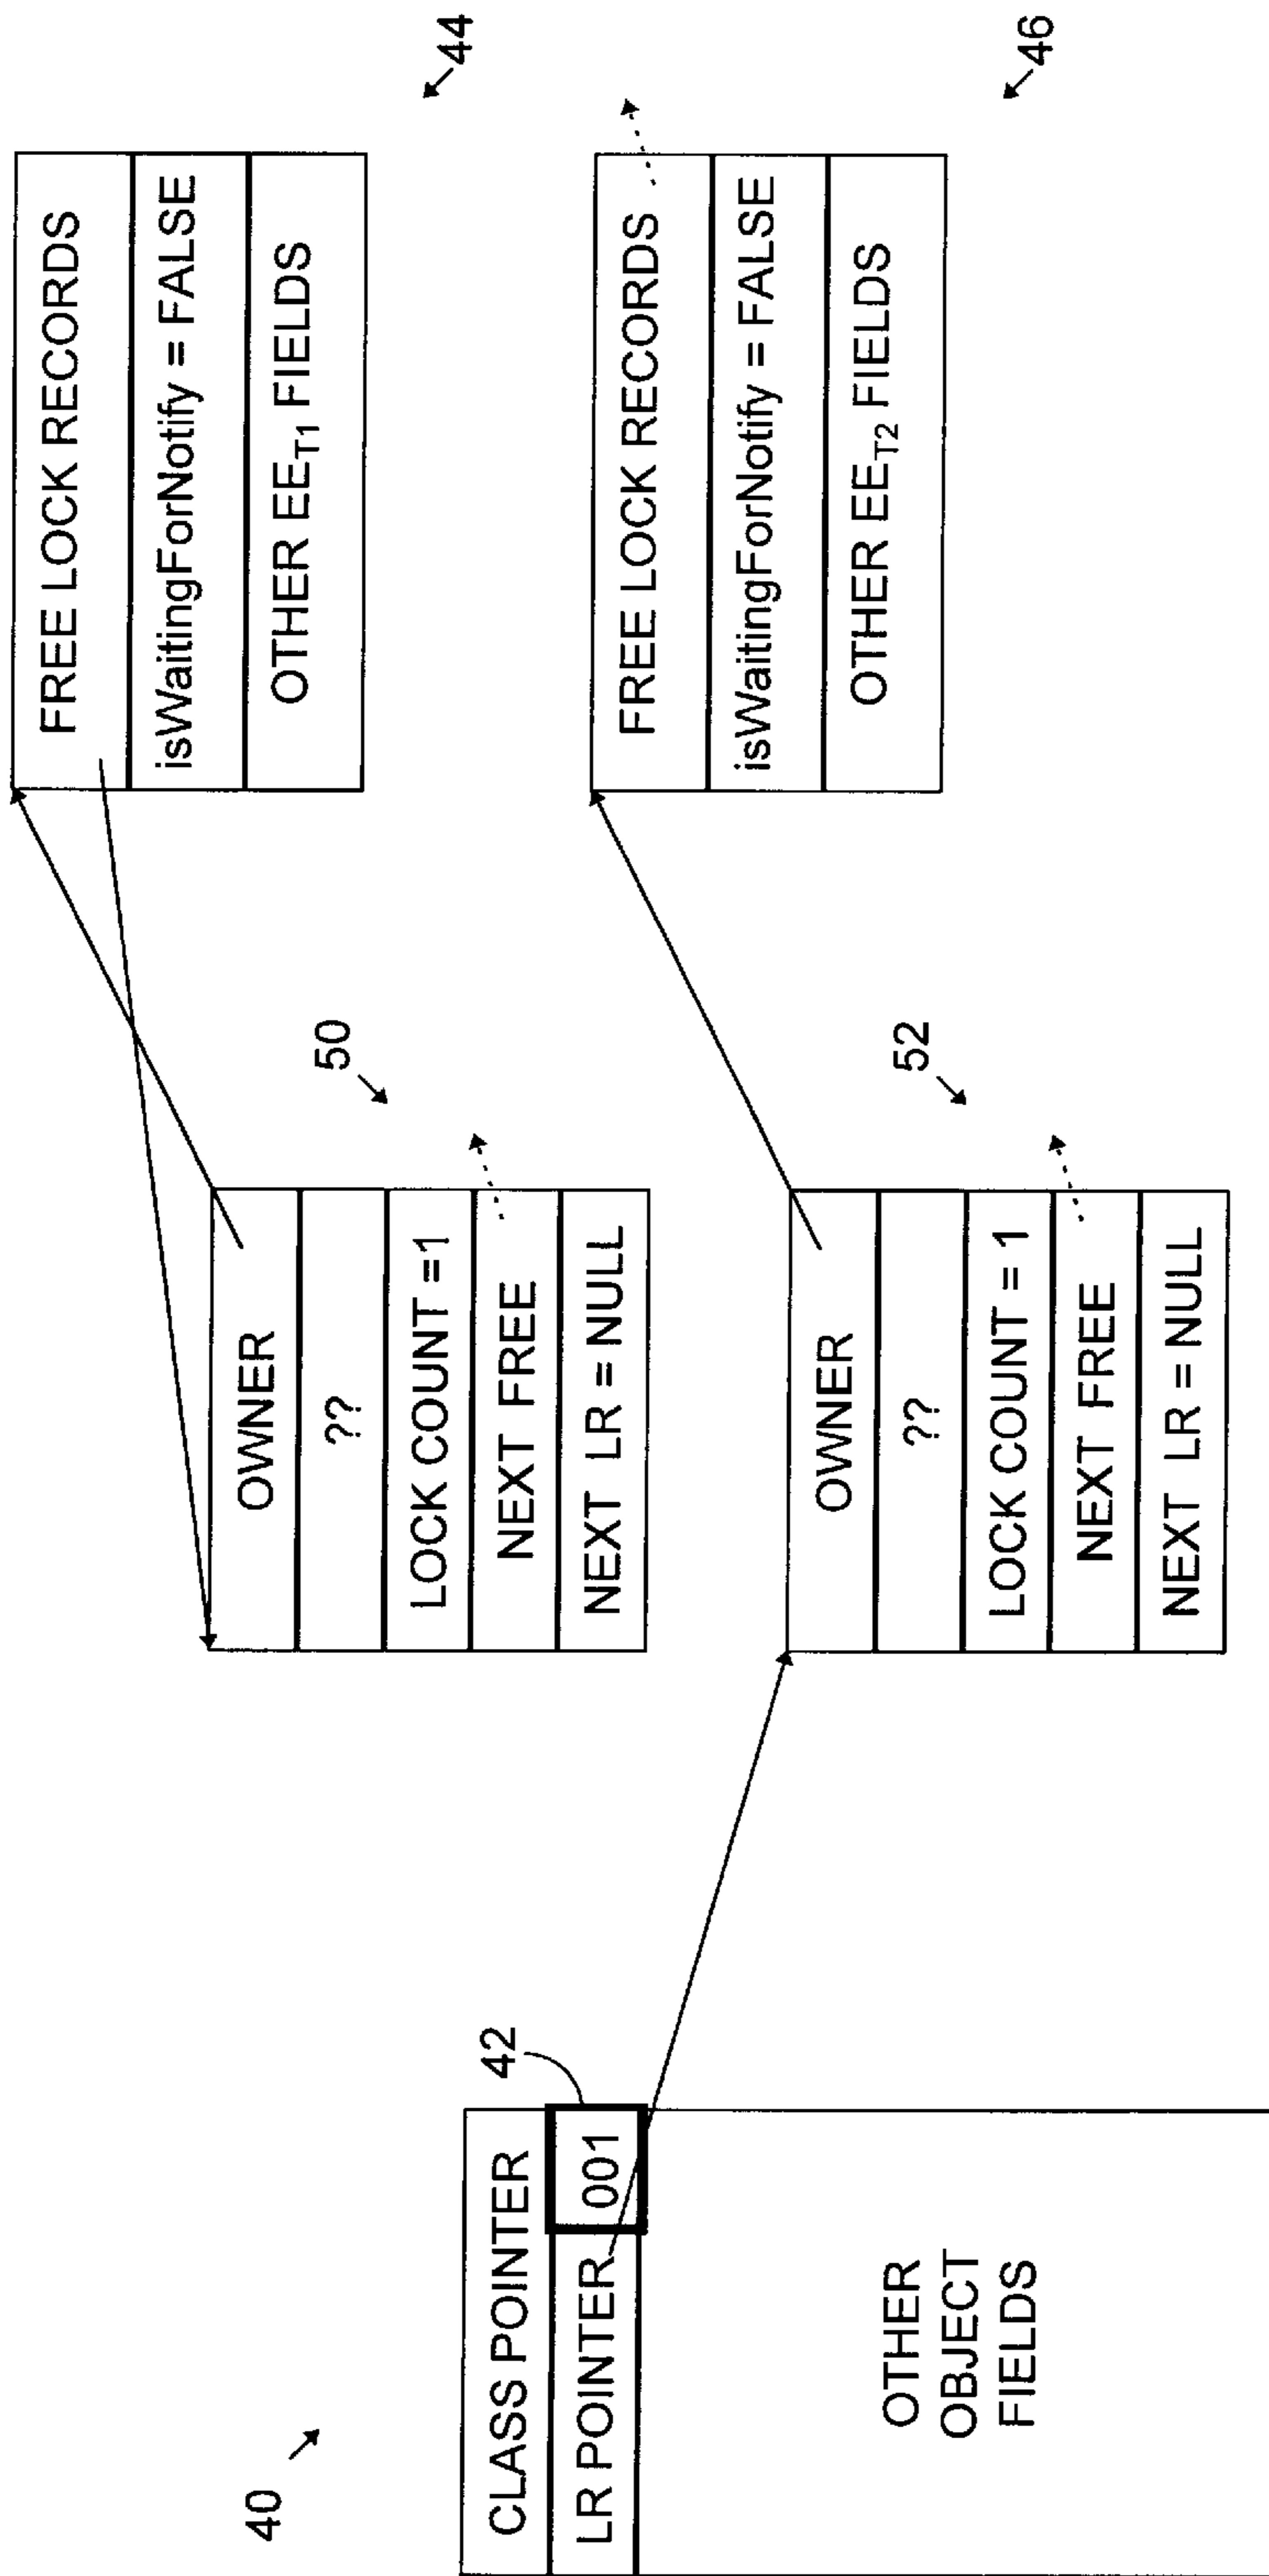 40
CLASS POINTER
LR POINTER
001
42
OTHER
OBJECT
FIELDS
50
OWNER
??
LOCK COUNT =1
NEXT FREE
NEXT LR = NULL
52
OWNER
??
LOCK COUNT = 1
NEXT FREE
NEXT LR = NULL
44
FREE LOCK RECORDS
isWaitingForNotify = FALSE
OTHER EE_T1 FIELDS
46
FREE LOCK RECORDS
isWaitingForNotify = FALSE
OTHER EE_T2 FIELDS